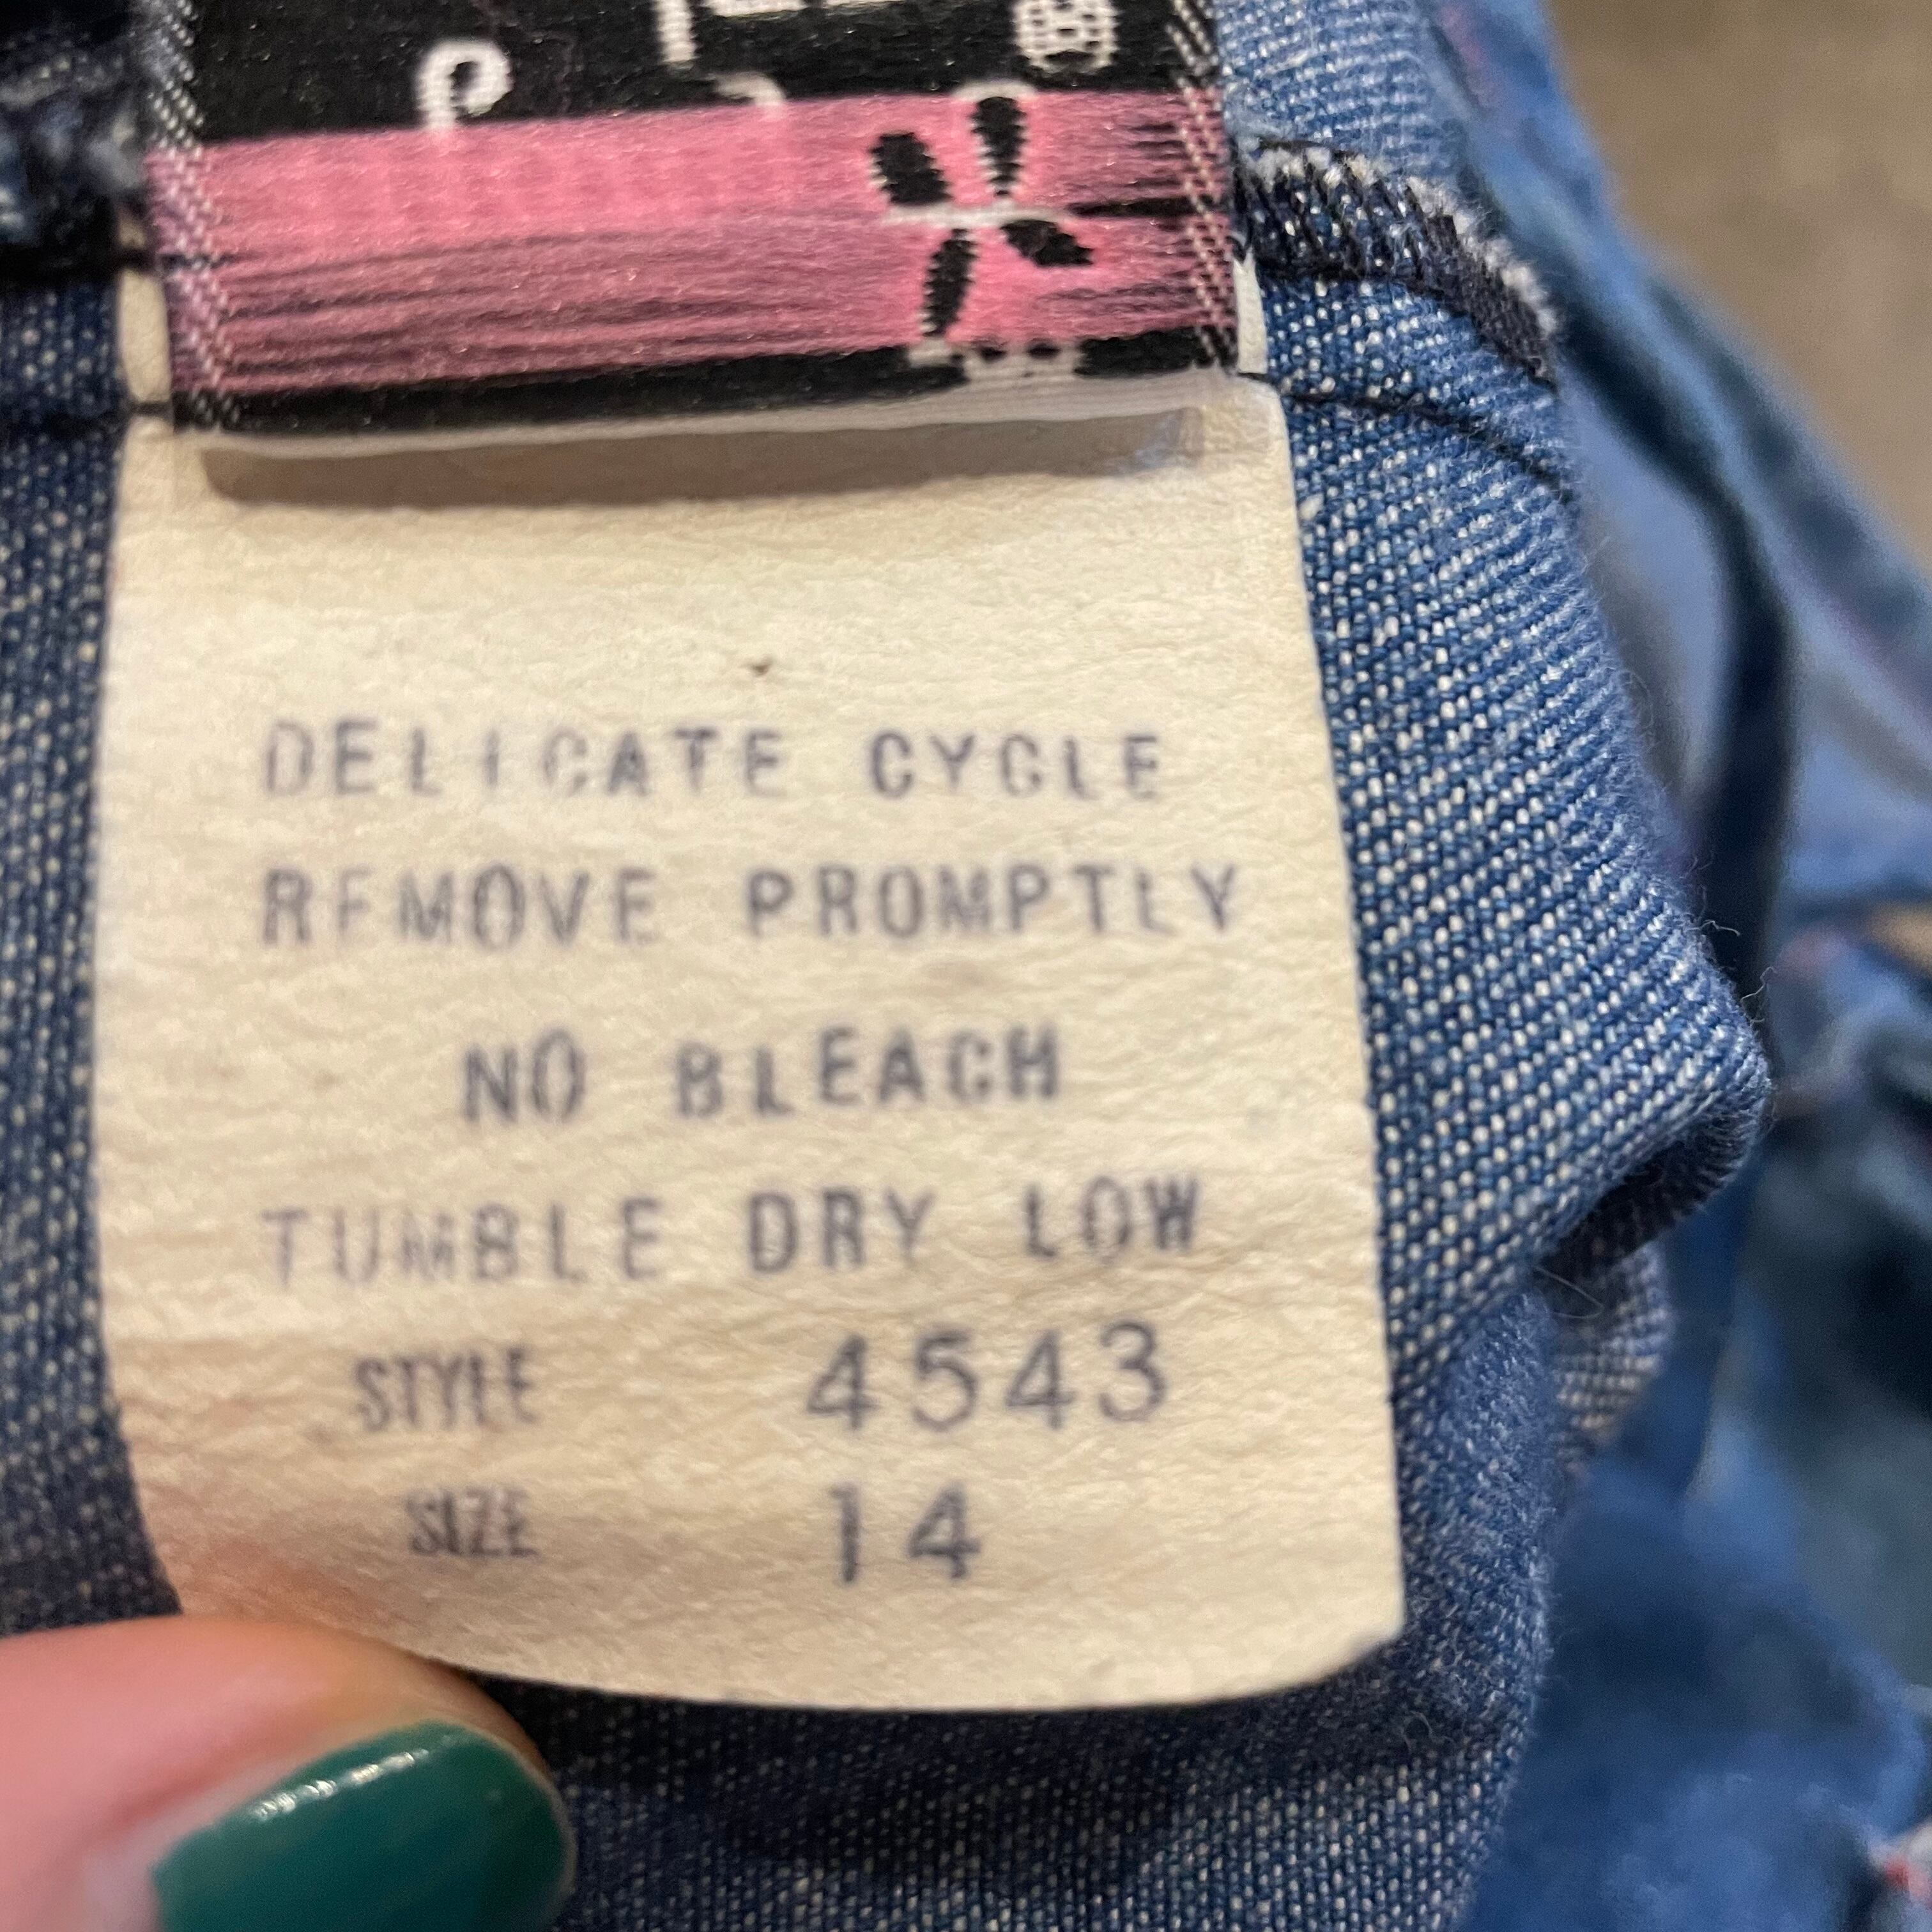 DELICATE CYCLE
REMOVE PROMPTLY
NO BLEACH
TUMBLE DRY LOW
STYLE 4543
SIZE 14